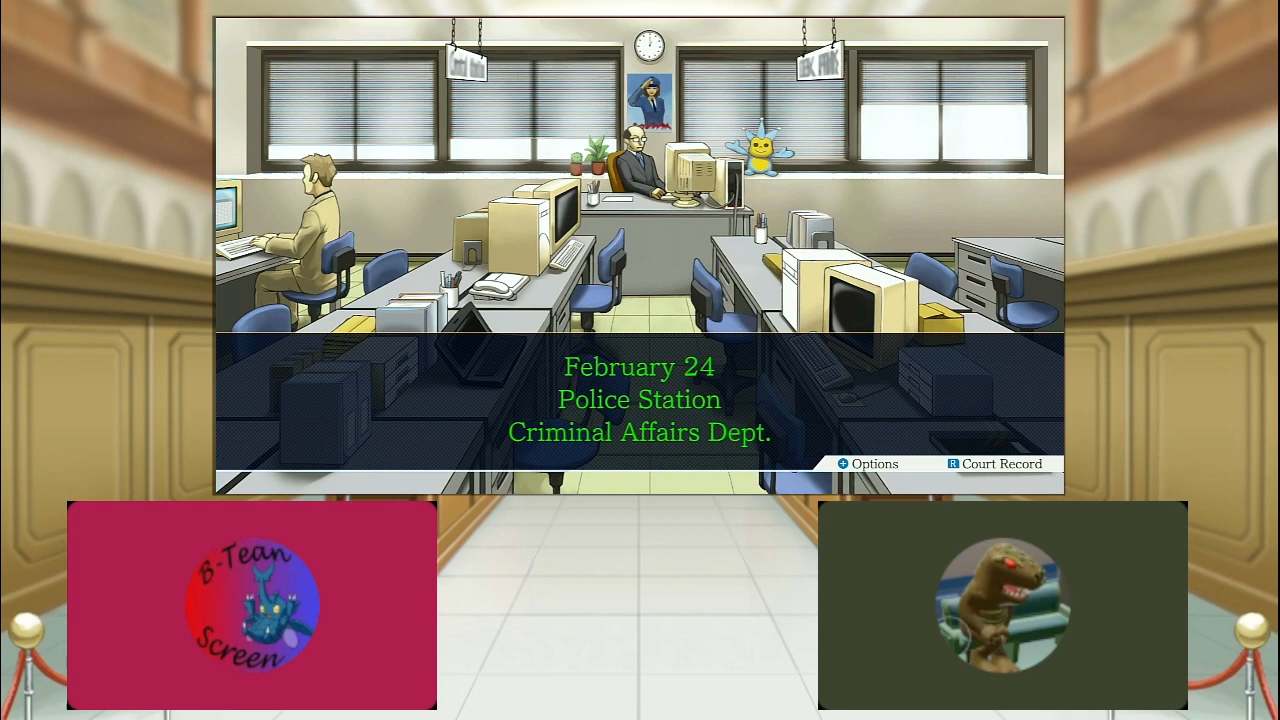 February 24
Police Station
Criminal Affairs Dept.
Options
R Court Record
B-Tean
Screen